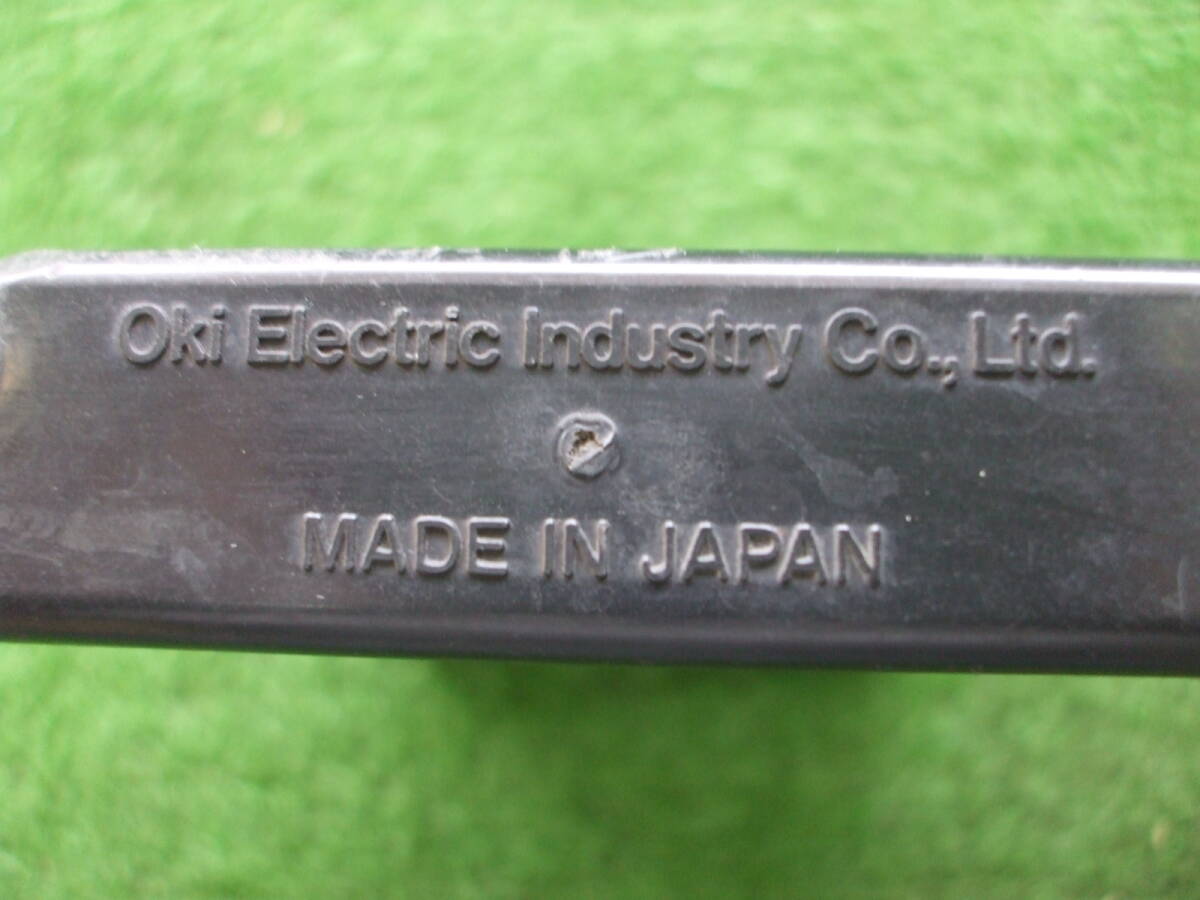 Oki Electric Industry Co., Ltd.
MADE IN JAPAN